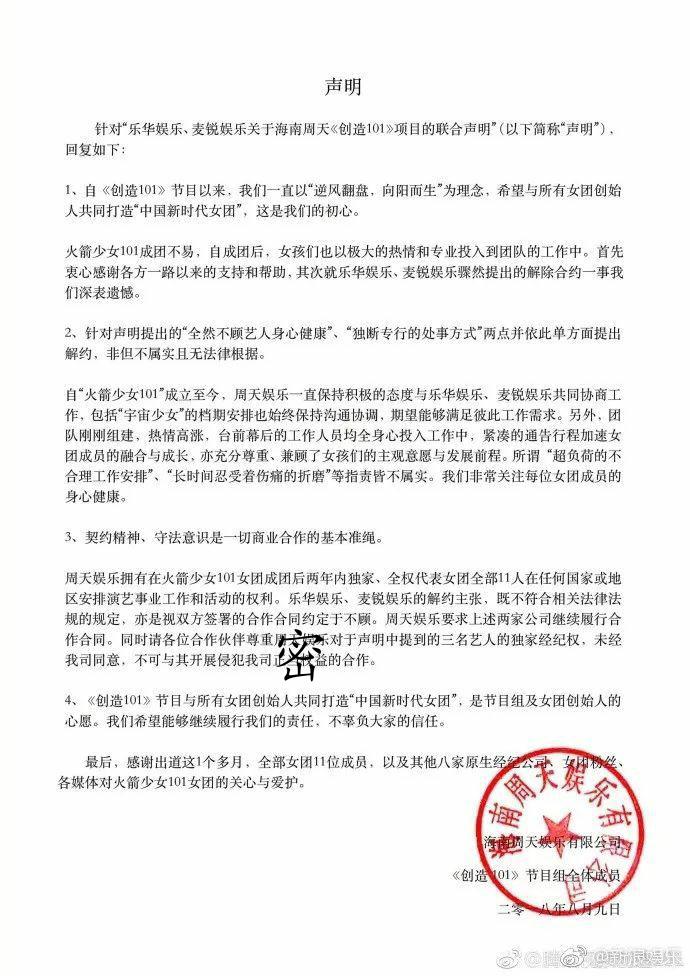 声明
针对“乐华娱乐、麦锐娱乐关于海南周天《创造101》项目的联合声明”（以下简称“声明”），
回复如下：
1、自《创造101》节目以来，我们一直以“逆风翻盘，向阳而生”为理念，希望与所有女团创始
人共同打造“中国新时代女团”，这是我们的初心。
火箭少女101成团不易，自成团后，女孩们也以极大的热情和专业投入到团队的工作中。首先
衷心感谢各方一路以来的支持和帮助，其次就乐华娱乐、麦锐娱乐骤然提出的解除合约一事我
们深表遗憾。
2、针对声明提出的“全然不顾艺人身心健康”、“独断专行的处事方式”两点并依此单方面提出
解约，非但不属实且无法律根据。
自“火箭少女101”成立至今，周天娱乐一直保持积极的态度与乐华娱乐、麦锐娱乐共同协商工
作，包括“宇宙少女”的档期安排也始终保持沟通协调，期望能够满足彼此工作需求。另外，团
队刚刚组建，热情高涨，台前幕后的工作人员均全身心投入工作中，紧凑的通告行程加速女
团成员的融合与成长，亦充分尊重、兼顾了女孩们的主观意愿与发展前程。所谓“超负荷的不
合理工作安排”、“长时间忍受着伤痛的折磨”等指责皆不属实。我们非常关注每位女团成员的
身心健康。
3、契约精神、守法意识是一切商业合作的基本准绳。
周天娱乐拥有在火箭少女101女团成团后两年内独家、全权代表女团全部11人在任何国家或地
区安排演艺事业工作和活动的权利。乐华娱乐、麦锐娱乐的解约主张，既不符合相关法律法
规的规定，亦是视双方签署的合作合同约定于不顾。周天娱乐要求上述两家公司继续履行合
作合同。同时请各位合作伙伴尊重周 娱乐对于声明中提到的三名艺人的独家经纪权，未经
我司同意，不可与其开展侵犯我司 权益的合作。
密
4、《创造101》节目与所有女团创始人共同打造“中国新时代女团”，是节目组及女团创始人的
心愿。我们希望能够继续履行我们的责任，不辜负大家的信任。
最后，感谢出道这1个多月，全部女团11位成员，以及其他八家原生经纪公司、女团粉丝、
各媒体对火箭少女101女团的关心与爱护。
海南周天娱乐有限公司
海南周天娱乐有限公司
《创造101》节目组全体成员
二零一八年八月九日
@新浪娱乐